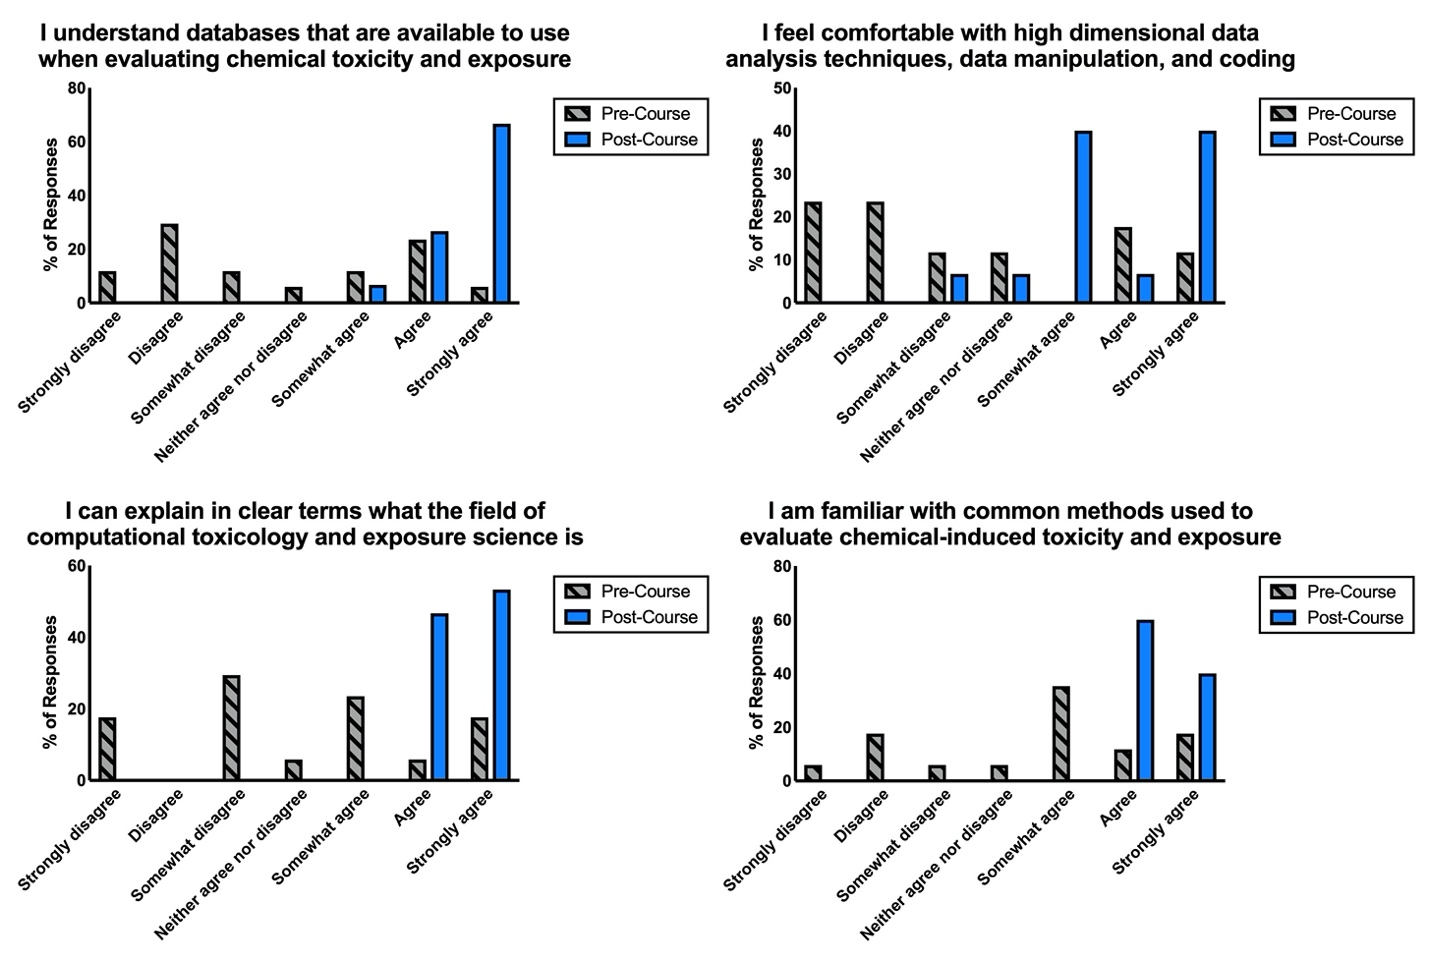 I understand databases that are available to use
when evaluating chemical toxicity and exposure
80
60
40
20
0
% of Responses
Pre-Course
Post-Course
Strongly disagree
Disagree
Somewhat disagree
Neither agree nor disagree
Somewhat agree
Agree
Strongly agree
I feel comfortable with high dimensional data
analysis techniques, data manipulation, and coding
50
40
30
20
10
0
% of Responses
Pre-Course
Post-Course
Strongly disagree
Disagree
Somewhat disagree
Neither agree nor disagree
Somewhat agree
Agree
Strongly agree
I can explain in clear terms what the field of
computational toxicology and exposure science is
60
40
20
0
% of Responses
Pre-Course
Post-Course
Strongly disagree
Disagree
Somewhat disagree
Neither agree nor disagree
Somewhat agree
Agree
Strongly agree
I am familiar with common methods used to
evaluate chemical-induced toxicity and exposure
80
60
40
20
0
% of Responses
Pre-Course
Post-Course
Strongly disagree
Disagree
Somewhat disagree
Neither agree nor disagree
Somewhat agree
Agree
Strongly agree